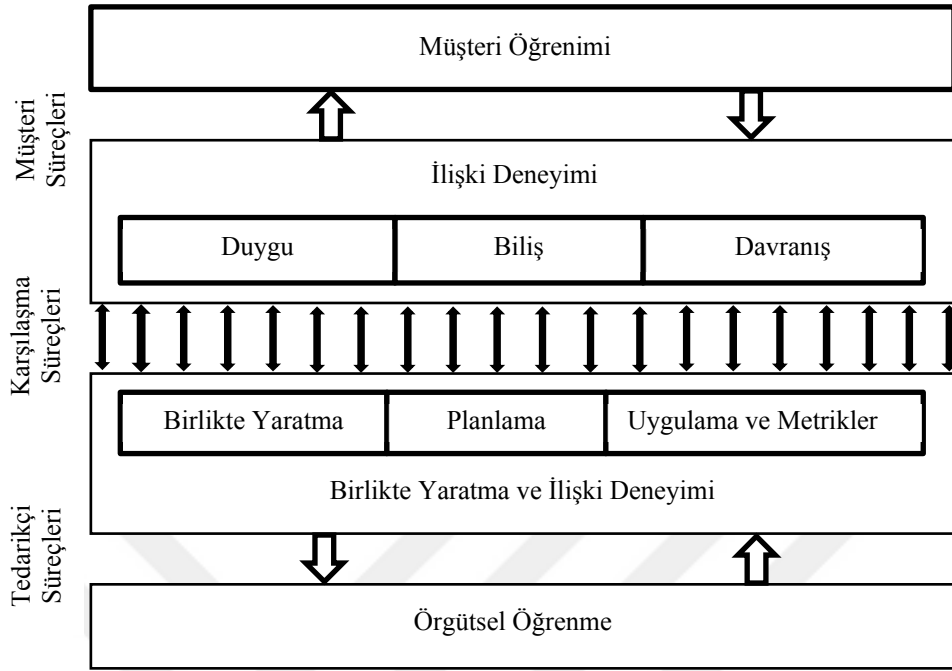 Müşteri Öğrenimi
Müşteri
Süreçleri
İlişki Deneyimi
Duygu
Biliş
Davranış
Karşılaşma
Süreçleri
Birlikte Yaratma
Planlama
Uygulama ve Metrikler
Birlikte Yaratma ve İlişki Deneyimi
Tedarikçi
Süreçleri
Örgütsel Öğrenme